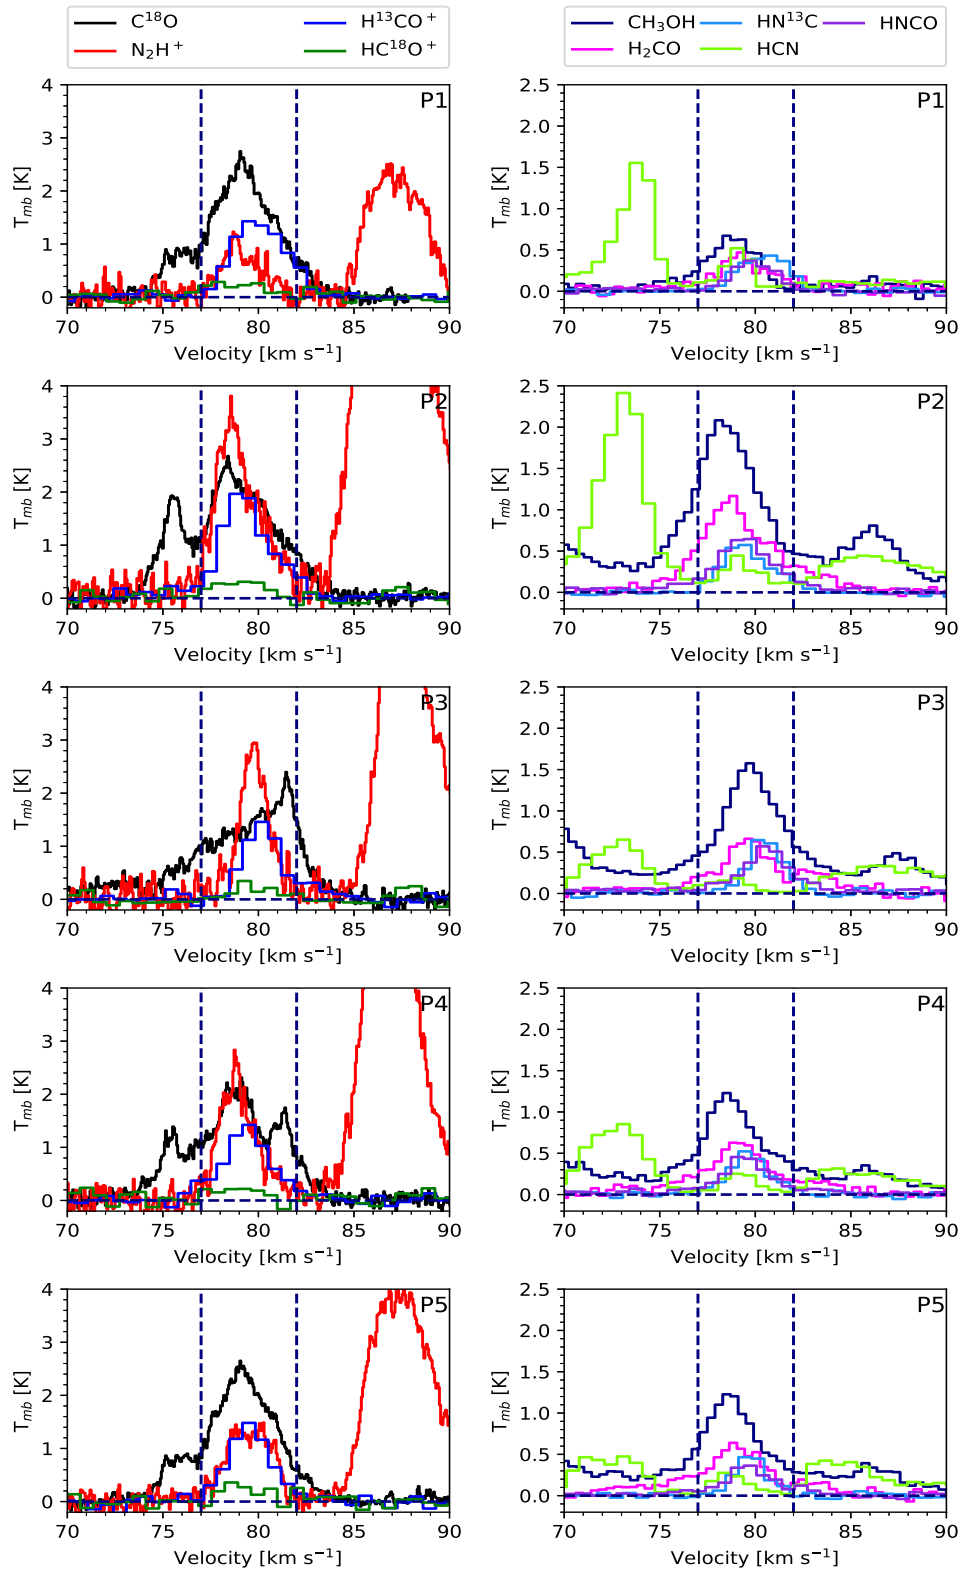 C¹⁸O H¹³CO⁺
N₂H⁺ HC¹⁸O⁺
CH₃OH HN¹³C HNCO
H₂CO HCN
P1
4
3
2
1
0
T_mb [K]
70 75 80 85 90
Velocity [km s⁻¹]
P1
2.5
2.0
1.5
1.0
0.5
0.0
T_mb [K]
70 75 80 85 90
Velocity [km s⁻¹]
P2
4
3
2
1
0
T_mb [K]
70 75 80 85 90
Velocity [km s⁻¹]
P2
2.5
2.0
1.5
1.0
0.5
0.0
T_mb [K]
70 75 80 85 90
Velocity [km s⁻¹]
P3
4
3
2
1
0
T_mb [K]
70 75 80 85 90
Velocity [km s⁻¹]
P3
2.5
2.0
1.5
1.0
0.5
0.0
T_mb [K]
70 75 80 85 90
Velocity [km s⁻¹]
P4
4
3
2
1
0
T_mb [K]
70 75 80 85 90
Velocity [km s⁻¹]
P4
2.5
2.0
1.5
1.0
0.5
0.0
T_mb [K]
70 75 80 85 90
Velocity [km s⁻¹]
P5
4
3
2
1
0
T_mb [K]
70 75 80 85 90
Velocity [km s⁻¹]
P5
2.5
2.0
1.5
1.0
0.5
0.0
T_mb [K]
70 75 80 85 90
Velocity [km s⁻¹]